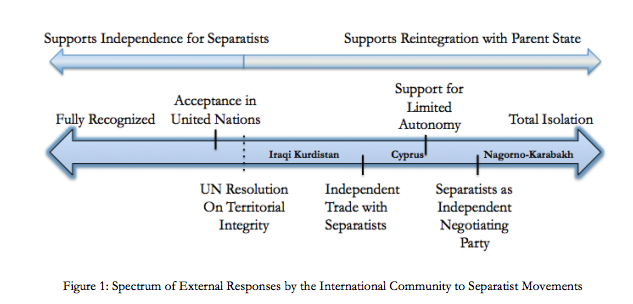 Supports Independence for Separatists
Supports Reintegration with Parent State
Fully Recognized
Acceptance in
United Nations
Support for
Limited
Autonomy
Total Isolation
Iraqi Kurdistan
Cyprus
Nagorno-Karabakh
UN Resolution
On Territorial
Integrity
Independent
Trade with
Separatists
Separatists as
Independent
Negotiating
Party
Figure 1: Spectrum of External Responses by the International Community to Separatist Movements